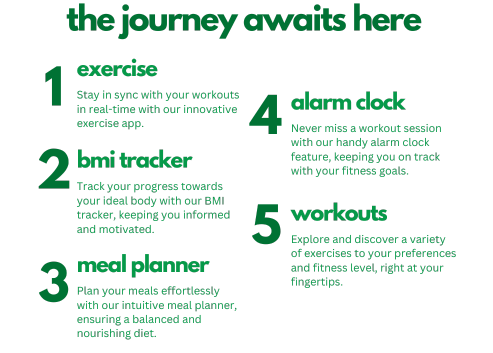 the journey awaits here
1
exercise
Stay in sync with your workouts
in real-time with our innovative
exercise app.
2
bmi tracker
Track your progress towards
your ideal body with our BMI
tracker, keeping you informed
and motivated.
3
meal planner
Plan your meals effortlessly
with our intuitive meal planner,
ensuring a balanced and
nourishing diet.
4
alarm clock
Never miss a workout session
with our handy alarm clock
feature, keeping you on track
with your fitness goals.
5
workouts
Explore and discover a variety
of exercises to your preferences
and fitness level, right at your
fingertips.